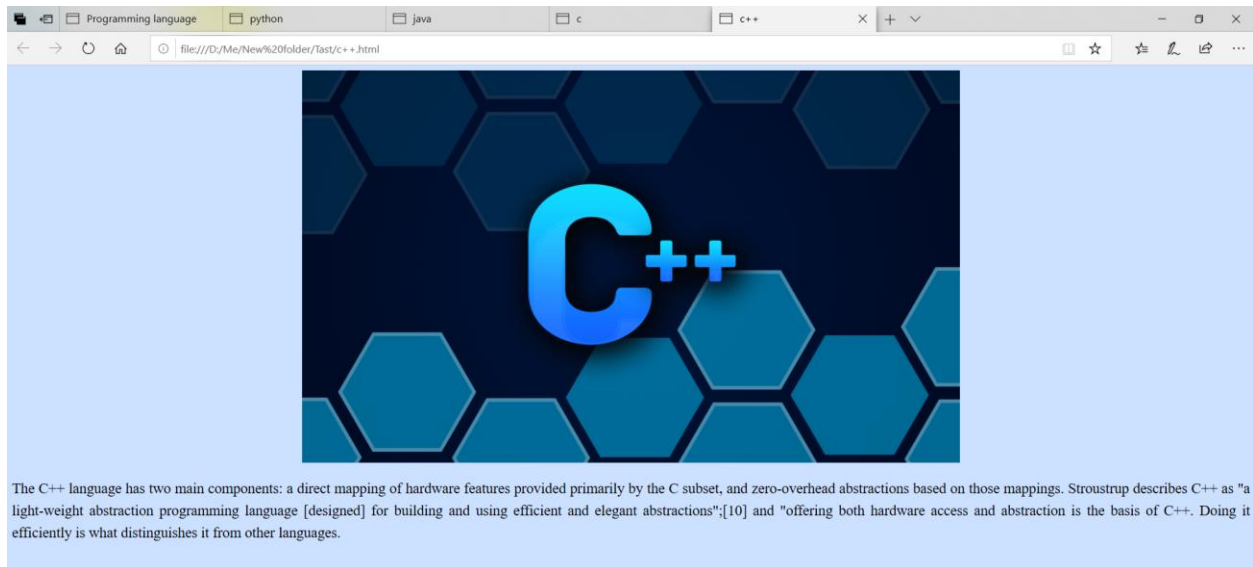 Programming language
python
java
c
c++
file:///D:/Me/New%20folder/Tast/c++.html
C++
The C++ language has two main components: a direct mapping of hardware features provided primarily by the C subset, and zero-overhead abstractions based on those mappings. Stroustrup describes C++ as "a
light-weight abstraction programming language [designed] for building and using efficient and elegant abstractions";[10] and "offering both hardware access and abstraction is the basis of C++. Doing it
efficiently is what distinguishes it from other languages.